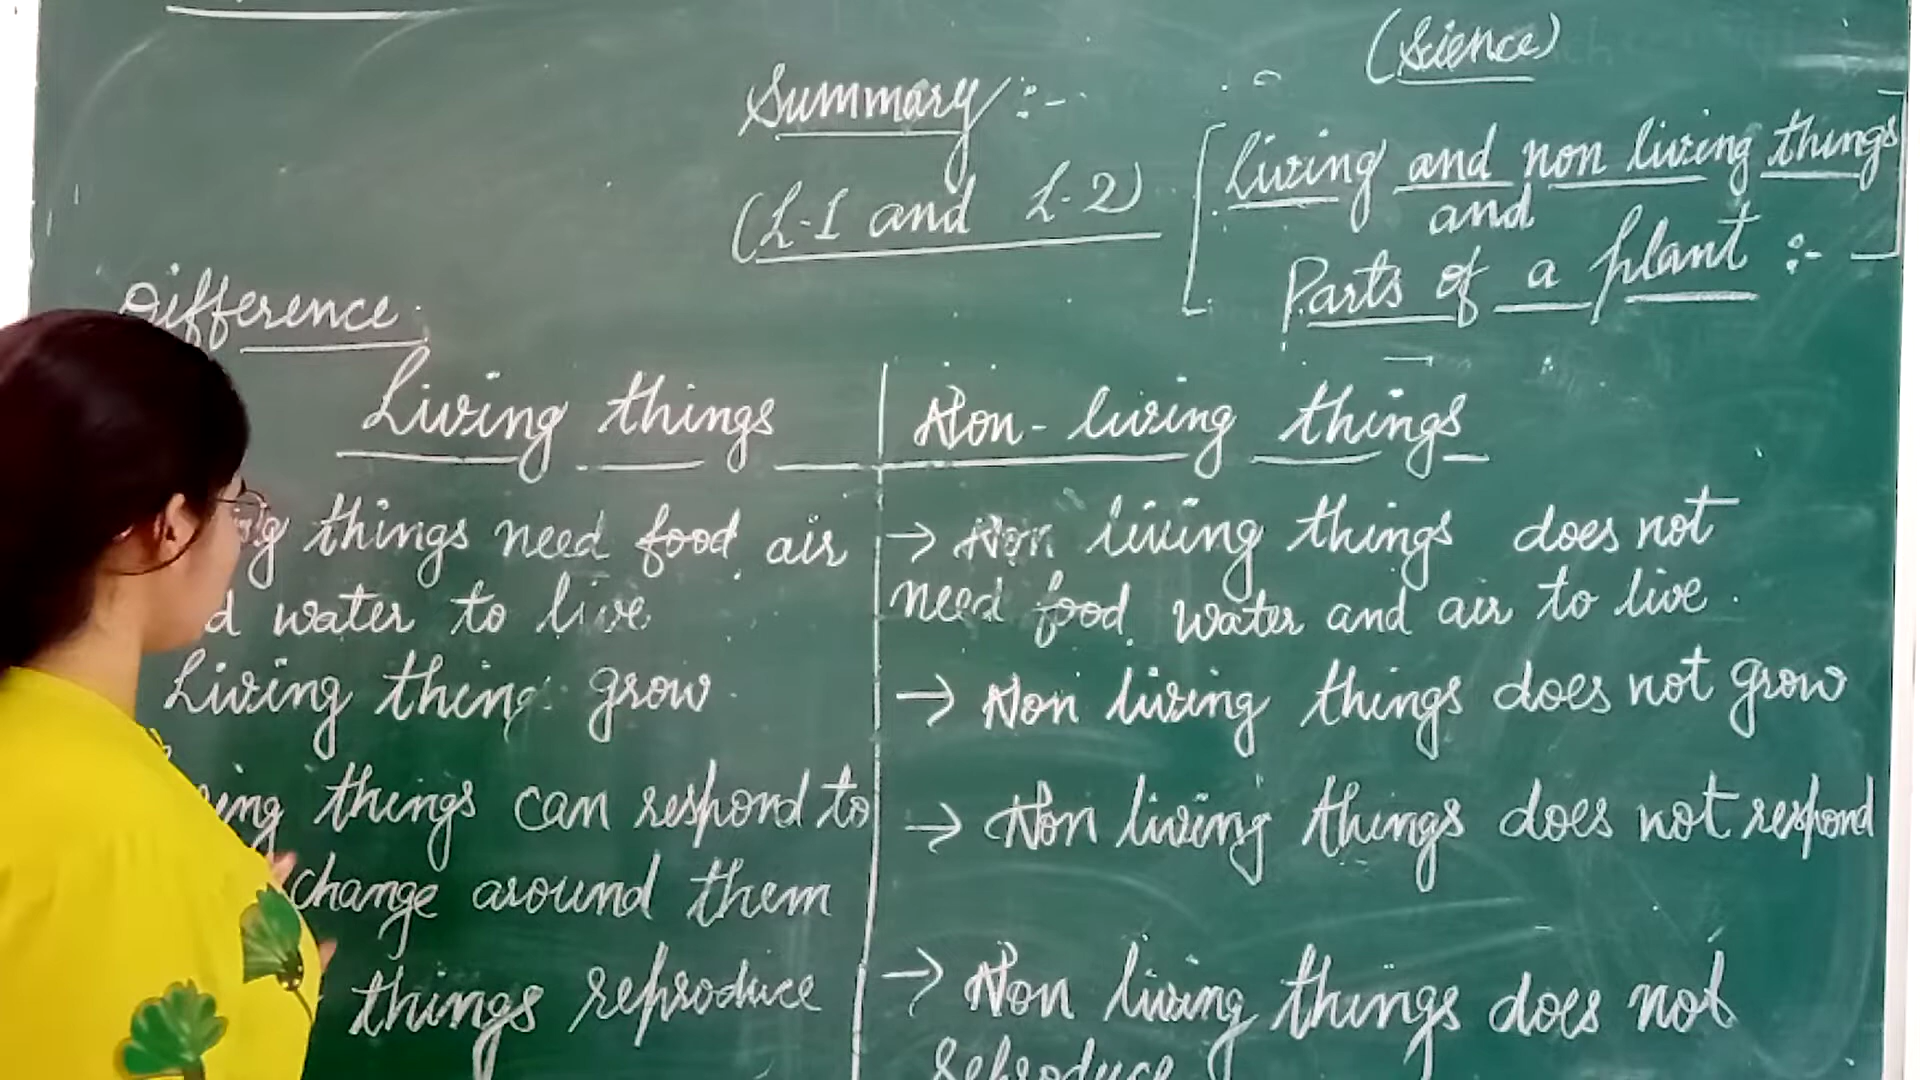 (Science)
Summary :-
(L-1 and L-2)
[Living and non living things
and
Parts of a plant :-]
Difference
Living things
things need food, air
water to live
Living things grow
things can respond to
change around them
things reproduce
Non-living things
→ Non living things does not
need food, water and air to live.
→ Non living things does not grow
→ Non living things does not respond
→ Non living things does not
reproduce